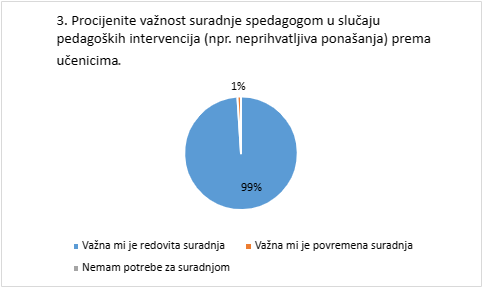 3. Procijenite važnost suradnje spedagogom u slučaju
pedagoških intervencija (npr. neprihvatljiva ponašanja) prema
učenicima.
1%
99%
Važna mi je redovita suradnja
Važna mi je povremena suradnja
Nemam potrebe za suradnjom